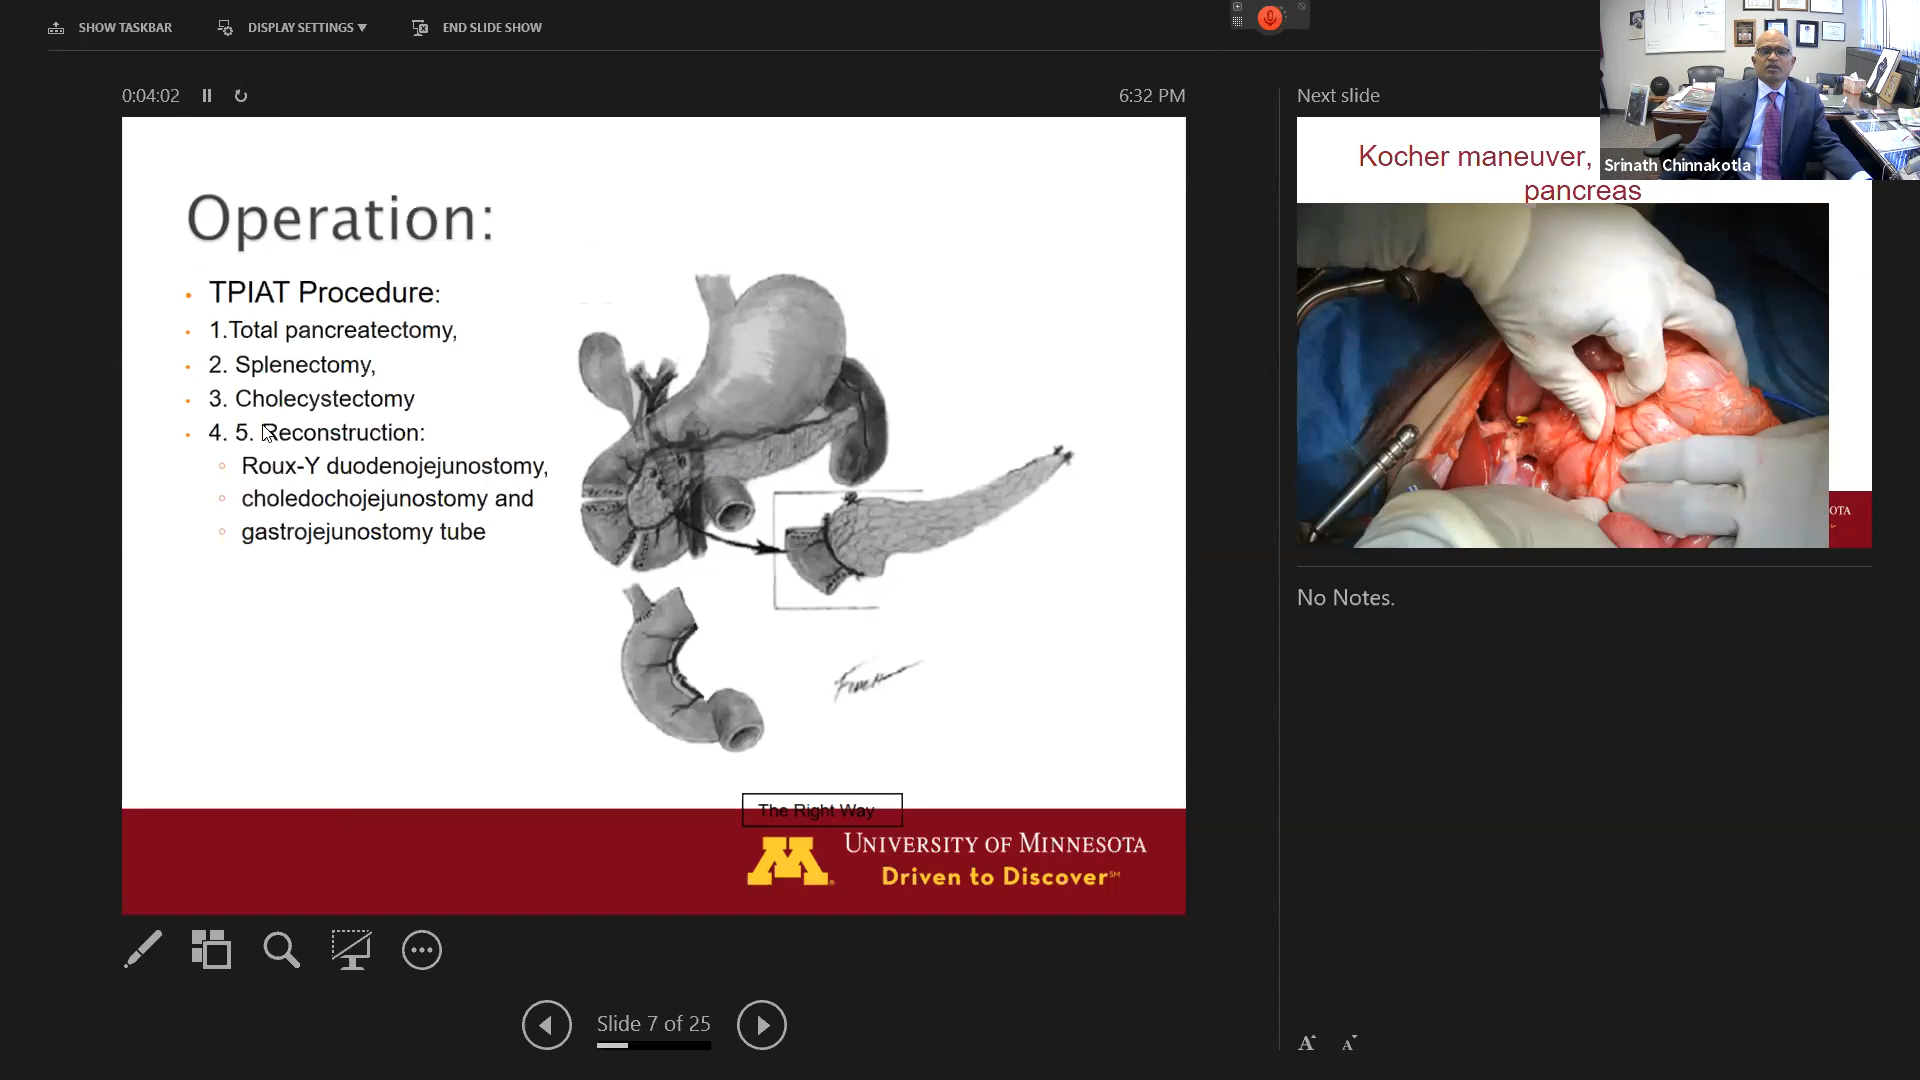 SHOW TASKBAR
DISPLAY SETTINGS
END SLIDE SHOW
0:04:02
6:32 PM
Operation:
TPIAT Procedure:
1.Total pancreatectomy,
2. Splenectomy,
3. Cholecystectomy
4. 5. Reconstruction:
Roux-Y duodenojejunostomy,
choledochojejunostomy and
gastrojejunostomy tube
The Right Way
UNIVERSITY OF MINNESOTA
Driven to Discover℠
Slide 7 of 25
Next slide
Kocher maneuver,
pancreas
OTA
Srinath Chinnakotla
No Notes.
A A